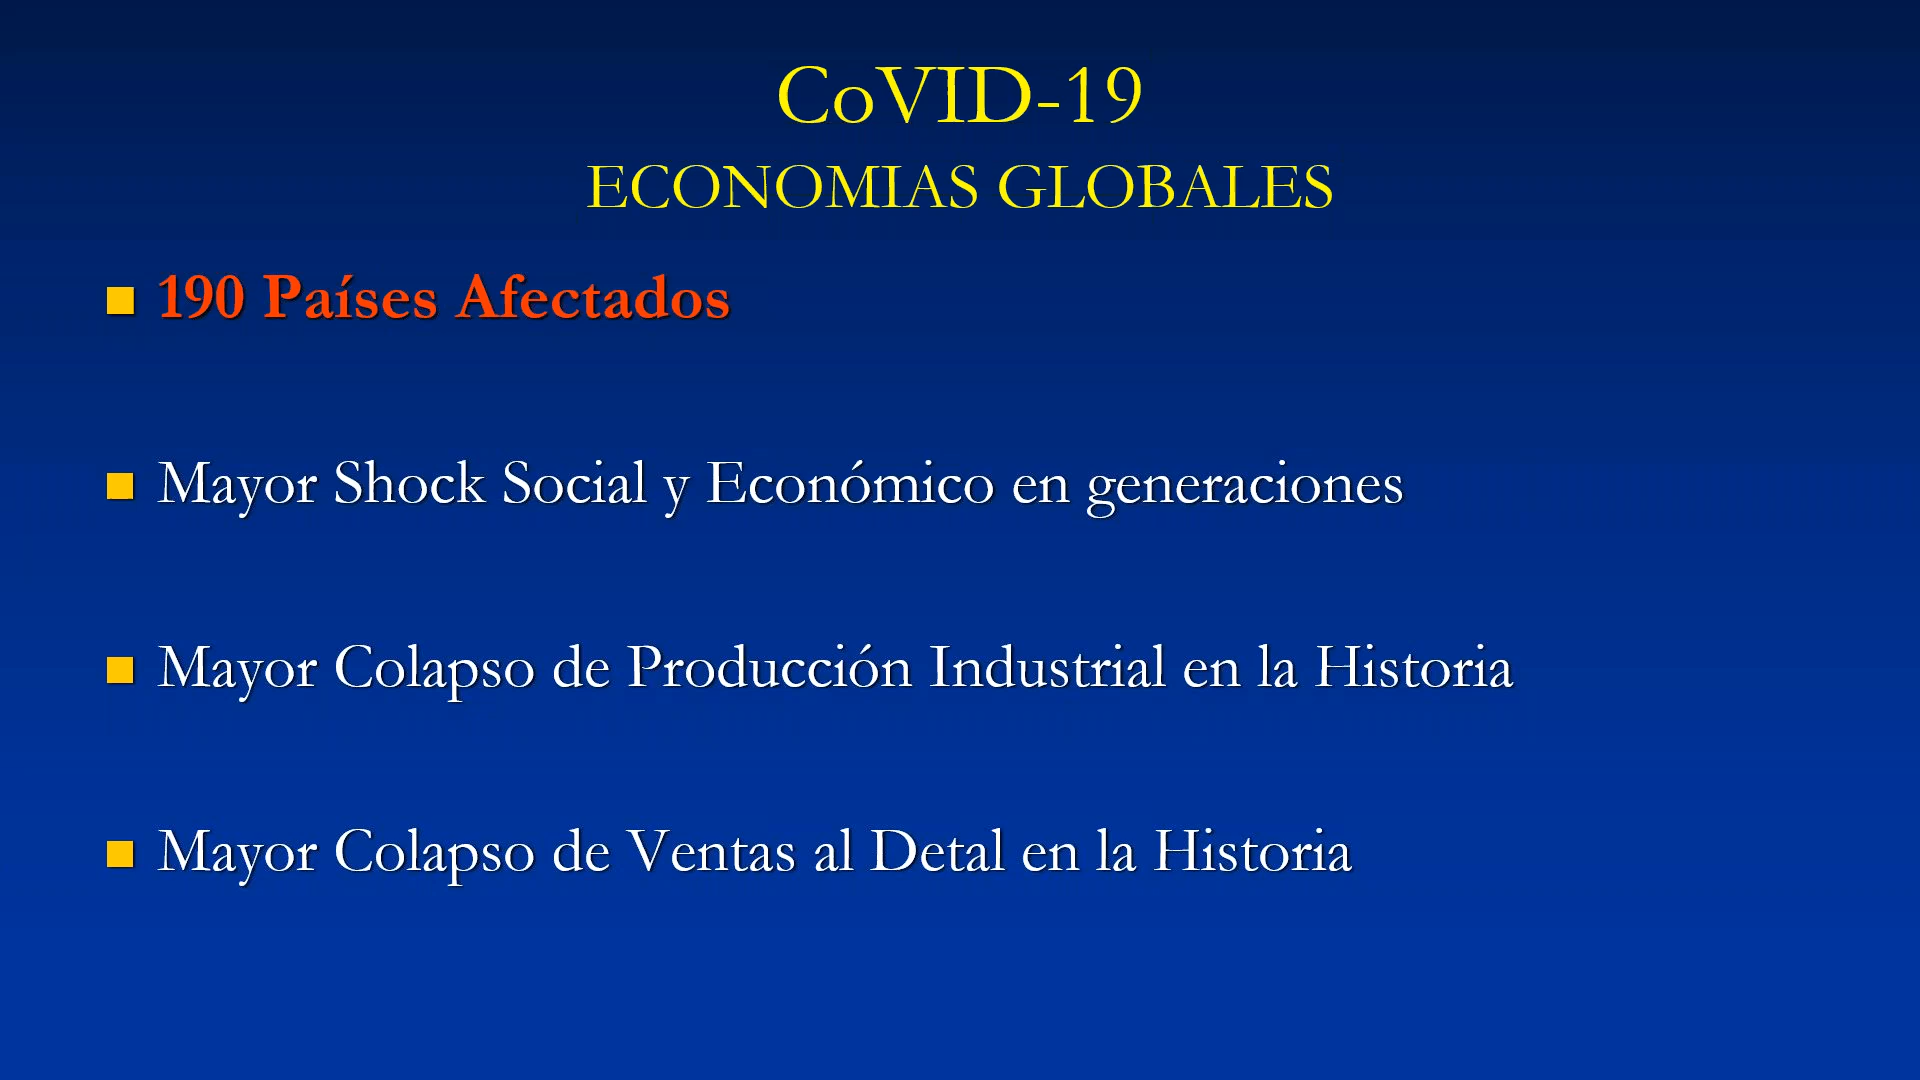 CoVID-19
ECONOMIAS GLOBALES
190 Países Afectados
Mayor Shock Social y Económico en generaciones
Mayor Colapso de Producción Industrial en la Historia
Mayor Colapso de Ventas al Detal en la Historia